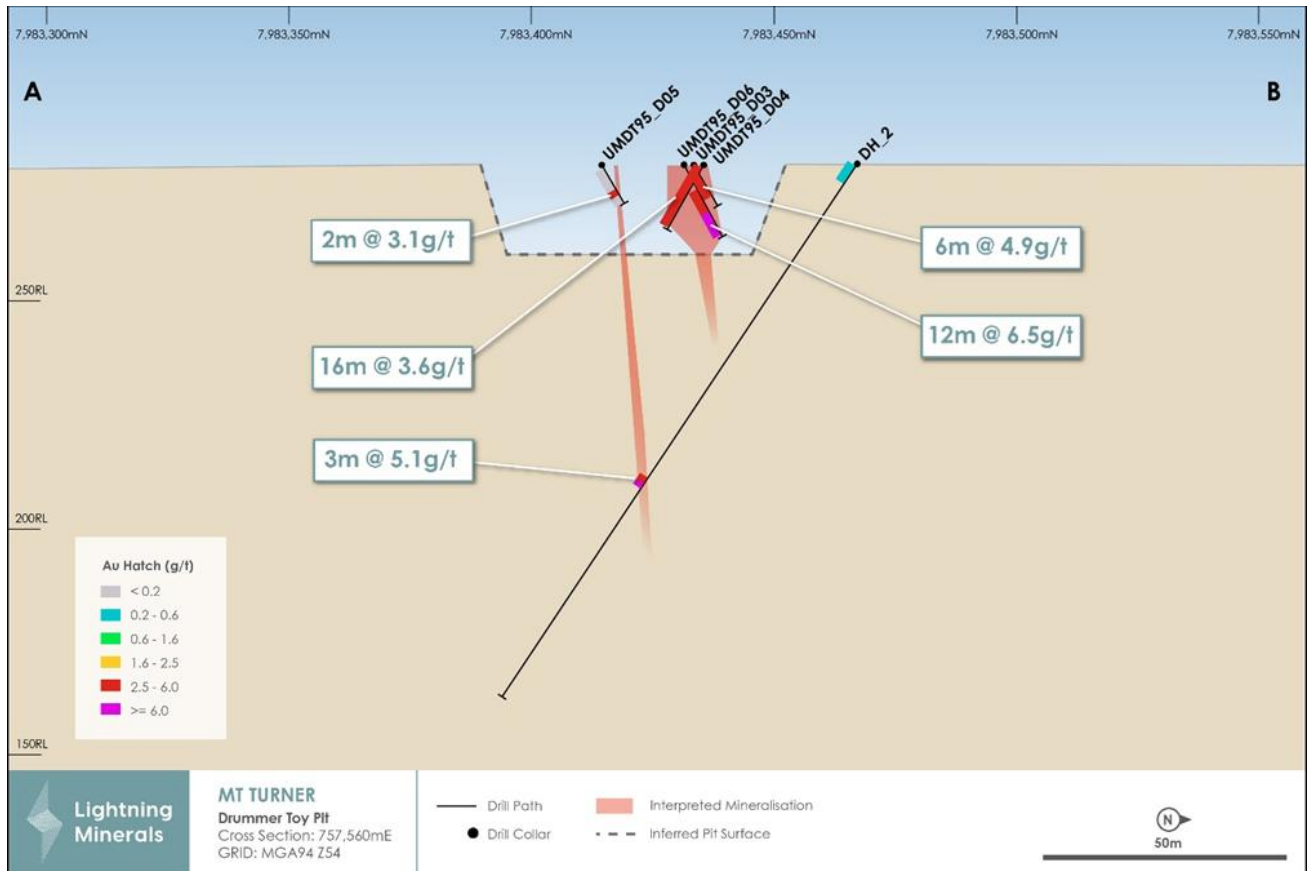 7,983,300mN
7,983,350mN
7,983,400mN
7,983,450mN
7,983,500mN
7,983,550mN
A
B
UMDT95_D05
UMDT95_D06
UMDT95_D03
UMDT95_D04
DH_2
2m @ 3.1g/t
6m @ 4.9g/t
250RL
12m @ 6.5g/t
16m @ 3.6g/t
3m @ 5.1g/t
200RL
Au Hatch (g/t)
< 0.2
0.2 - 0.6
0.6 - 1.6
1.6 - 2.5
2.5 - 6.0
>= 6.0
150RL
Lightning
Minerals
MT TURNER
Drummer Toy Pit
Cross Section: 757,560mE
GRID: MGA94 Z54
Drill Path
Drill Collar
Interpreted Mineralisation
Inferred Pit Surface
N
50m